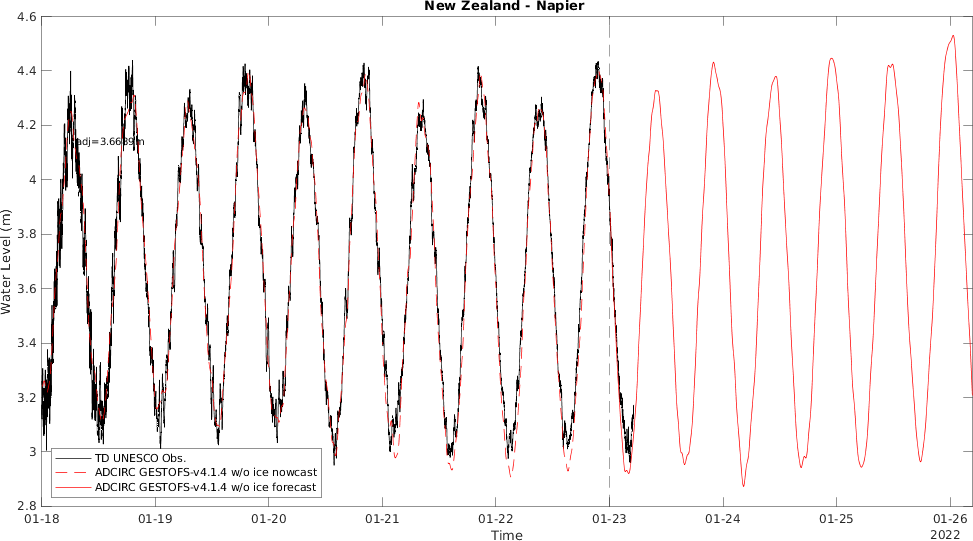 New Zealand - Napier
4.6
4.4
4.2
4
3.8
3.6
3.4
3.2
3
2.8
Water Level (m)
adj=3.6689m
TD UNESCO Obs.
ADCIRC GESTOFS-v4.1.4 w/o ice nowcast
ADCIRC GESTOFS-v4.1.4 w/o ice forecast
01-18 01-19 01-20 01-21 01-22 01-23 01-24 01-25 01-26
Time
2022